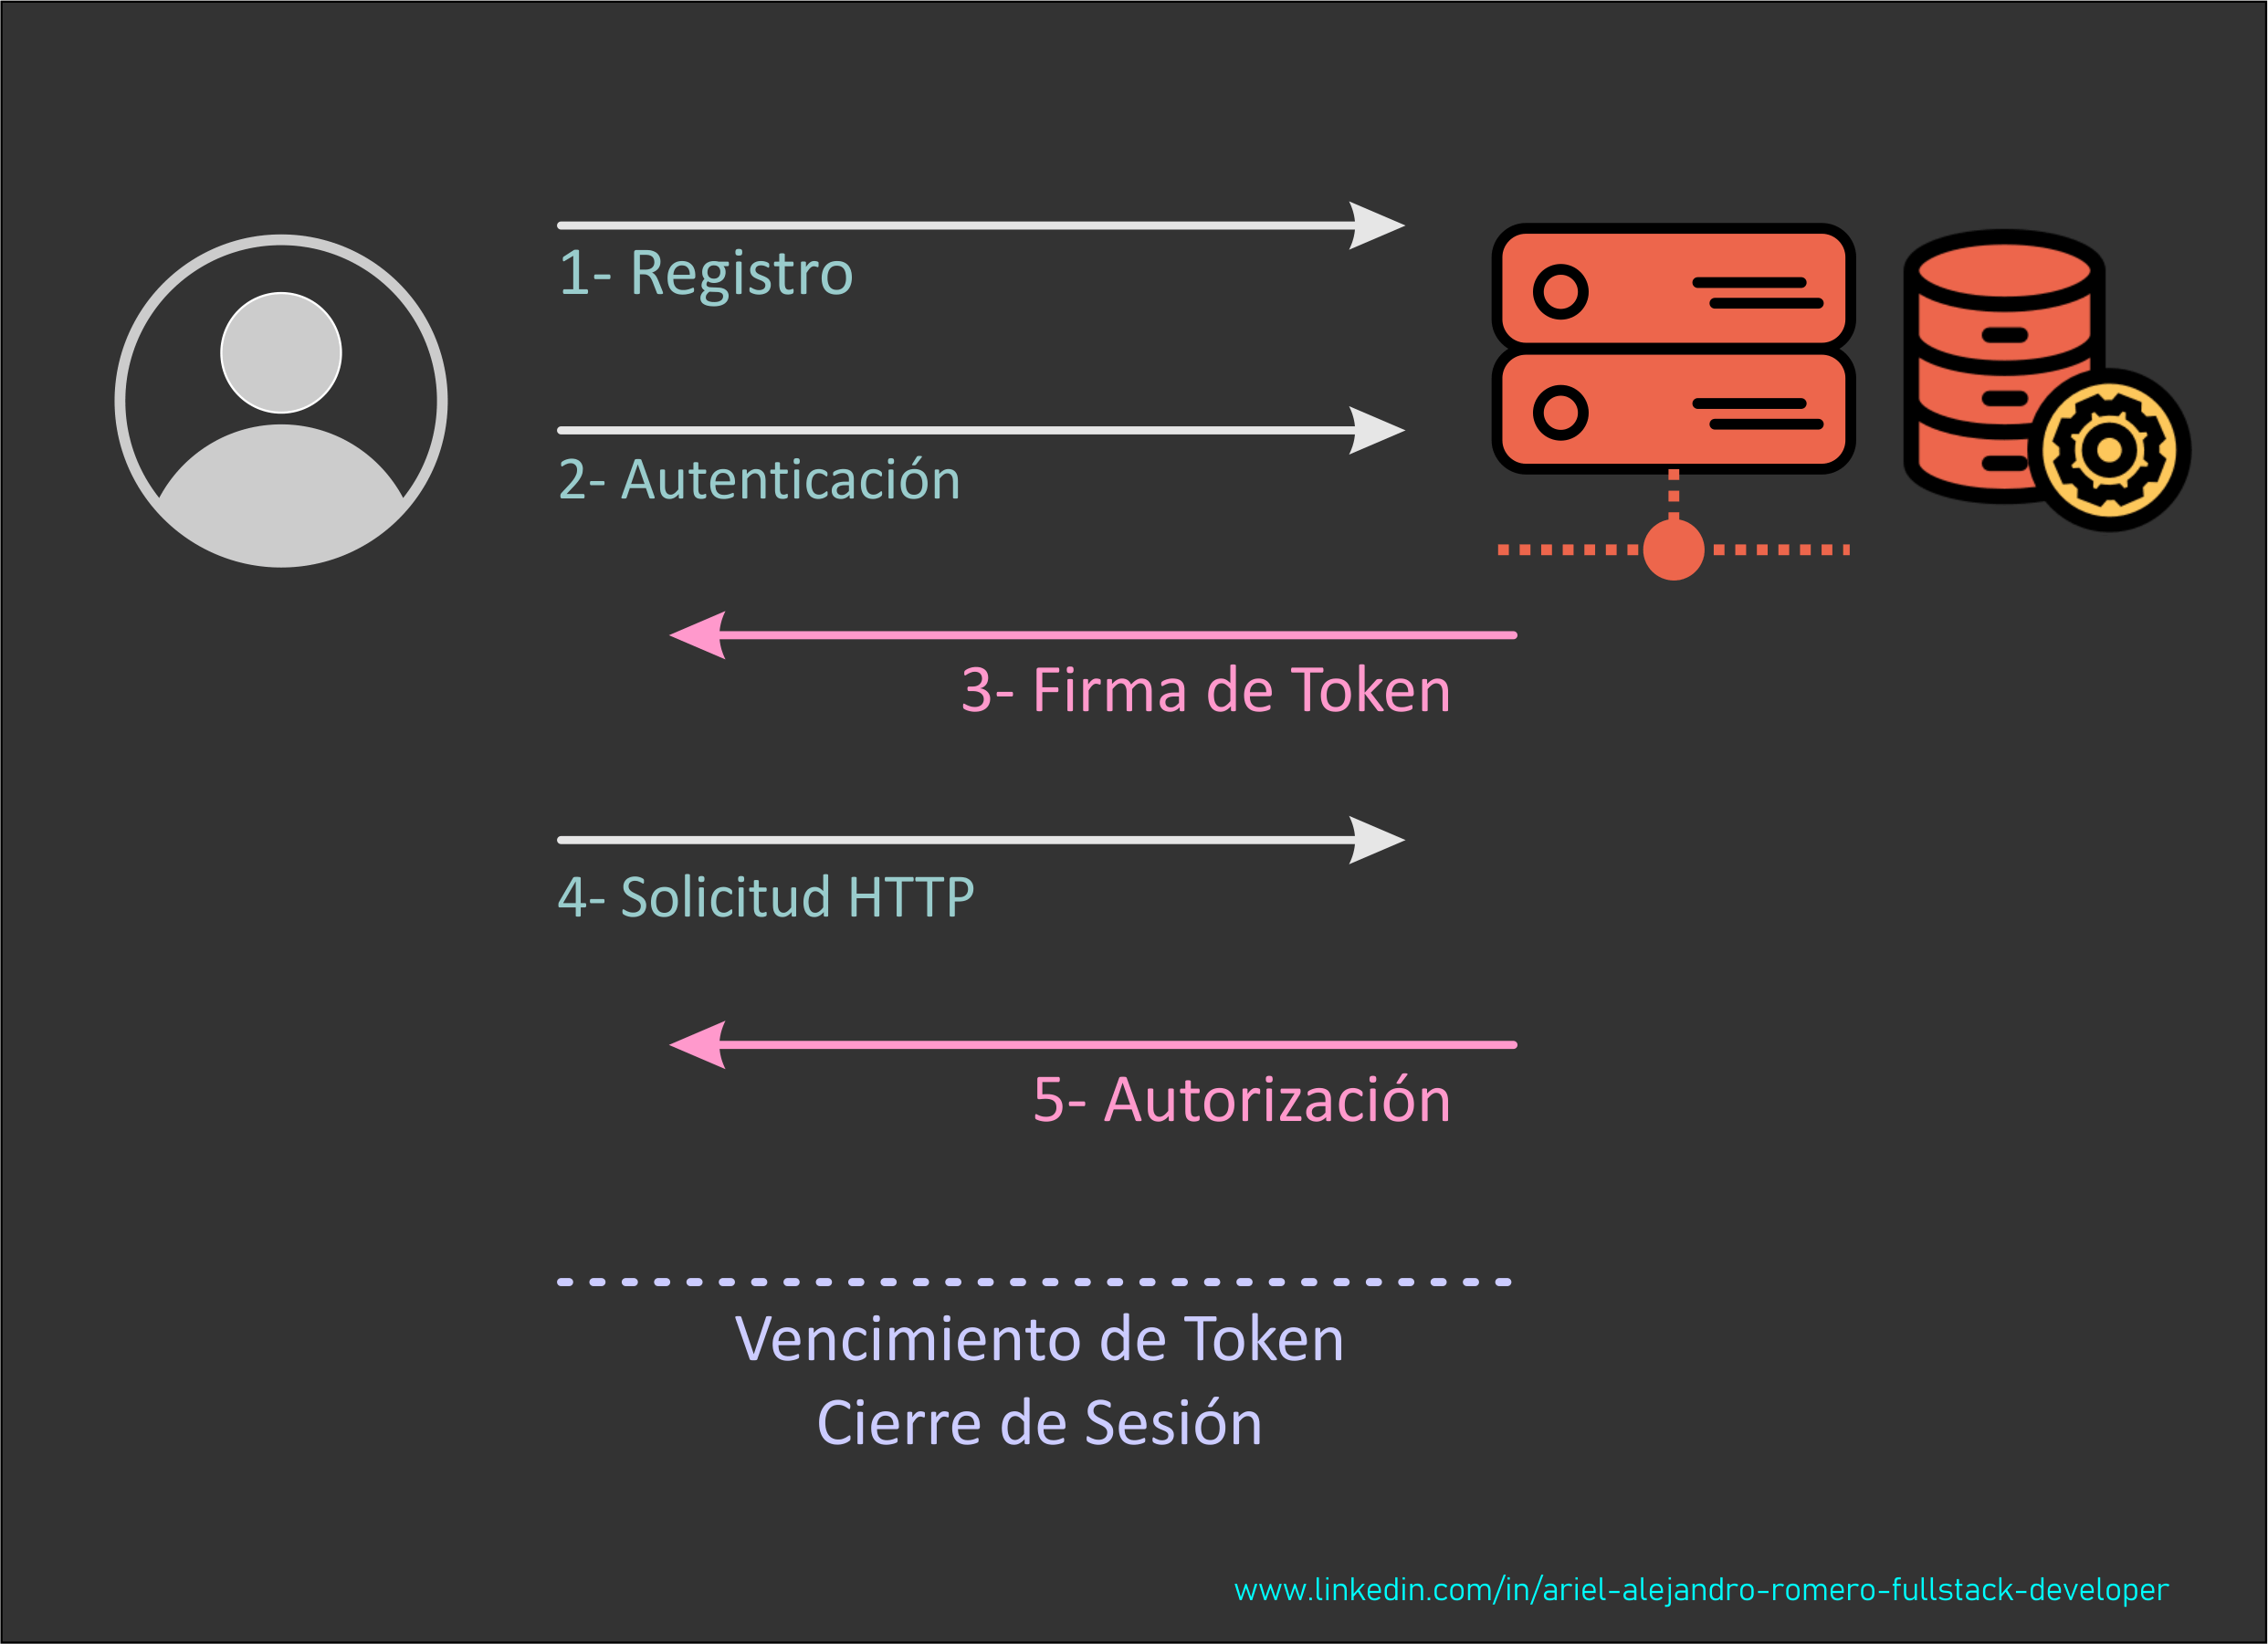 1- Registro
2- Autenticación
3- Firma de Token
4- Solicitud HTTP
5- Autorización
Vencimiento de Token
Cierre de Sesión
www.linkedin.com/in/ariel-alejandro-romero-fullstack-developer